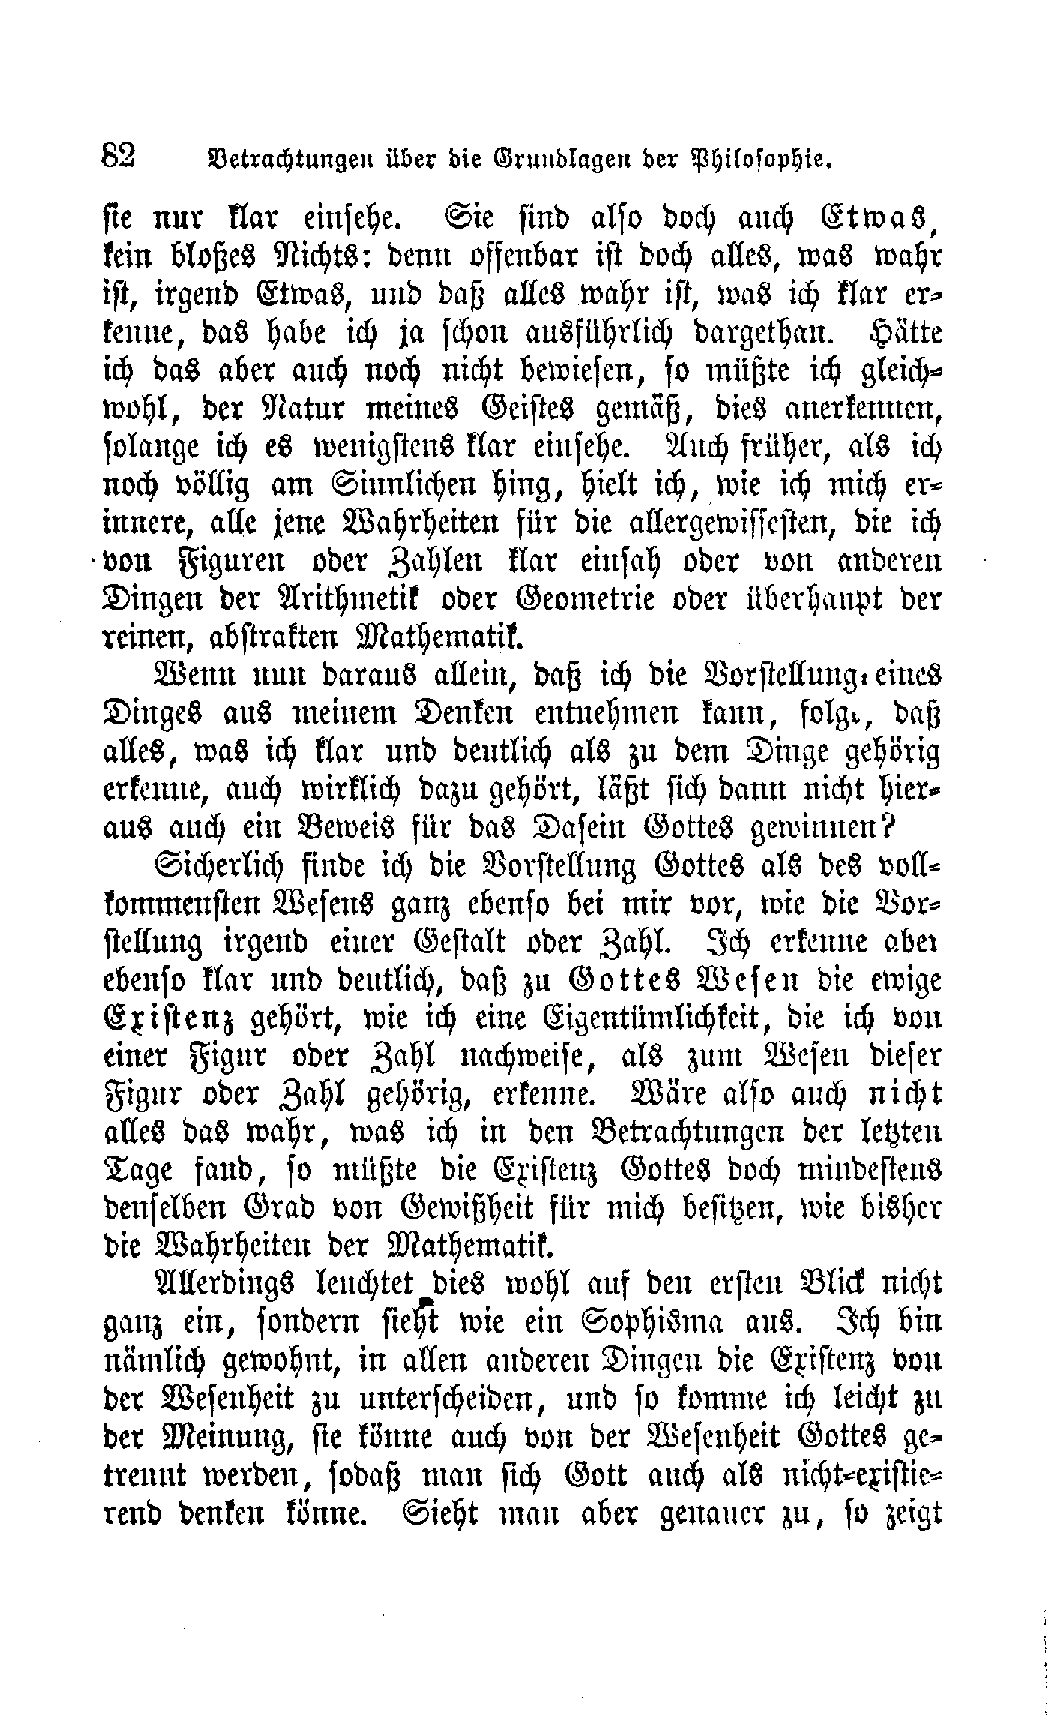 82 Betrachtungen über die Grundlagen der Philosophie.
sie nur klar einsehe. Sie sind also doch auch Etwas,
kein bloßes Nichts: denn offenbar ist doch alles, was wahr
ist, irgend Etwas, und daß alles wahr ist, was ich klar er-
kenne, das habe ich ja schon ausführlich dargethan. Hätte
ich das aber auch noch nicht bewiesen, so müßte ich gleich-
wohl, der Natur meines Geistes gemäß, dies anerkennen,
solange ich es wenigstens klar einsehe. Auch früher, als ich
noch völlig am Sinnlichen hing, hielt ich, wie ich mich er-
innere, alle jene Wahrheiten für die allergewissesten, die ich
von Figuren oder Zahlen klar einsah oder von anderen
Dingen der Arithmetik oder Geometrie oder überhaupt der
reinen, abstrakten Mathematik.
Wenn nun daraus allein, daß ich die Vorstellung eines
Dinges aus meinem Denken entnehmen kann, folgt, daß
alles, was ich klar und deutlich als zu dem Dinge gehörig
erkenne, auch wirklich dazu gehört, läßt sich dann nicht hier-
aus auch ein Beweis für das Dasein Gottes gewinnen?
Sicherlich finde ich die Vorstellung Gottes als des voll-
kommensten Wesens ganz ebenso bei mir vor, wie die Vor-
stellung irgend einer Gestalt oder Zahl. Ich erkenne aber
ebenso klar und deutlich, daß zu Gottes Wesen die ewige
Existenz gehört, wie ich eine Eigentümlichkeit, die ich von
einer Figur oder Zahl nachweise, als zum Wesen dieser
Figur oder Zahl gehörig, erkenne. Wäre also auch nicht
alles das wahr, was ich in den Betrachtungen der letzten
Tage fand, so müßte die Existenz Gottes doch mindestens
denselben Grad von Gewißheit für mich besitzen, wie bisher
die Wahrheiten der Mathematik.
Allerdings leuchtet dies wohl auf den ersten Blick nicht
ganz ein, sondern sieht wie ein Sophisma aus. Ich bin
nämlich gewohnt, in allen anderen Dingen die Existenz von
der Wesenheit zu unterscheiden, und so komme ich leicht zu
der Meinung, sie könne auch von der Wesenheit Gottes ge-
trennt werden, sodaß man sich Gott auch als nicht-existie-
rend denken könne. Sieht man aber genauer zu, so zeigt